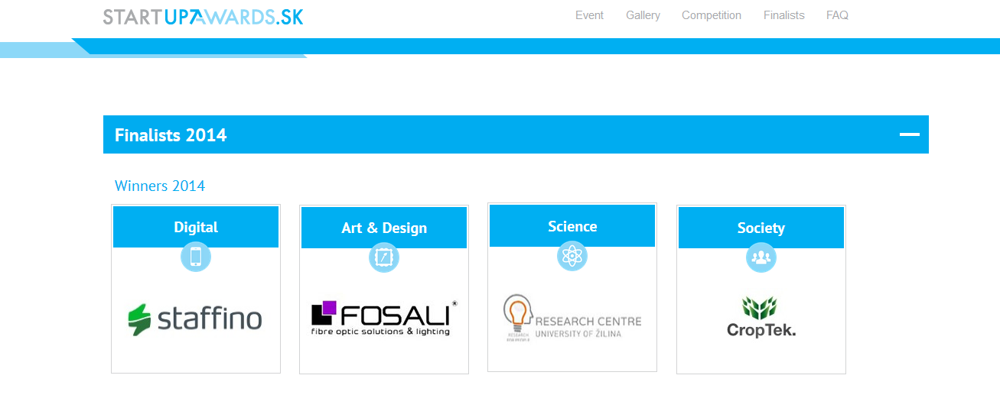 STARTUPAWARDS.SK
Event Gallery Competition Finalists FAQ
Finalists 2014
Winners 2014
Digital
Art & Design
Science
Society
staffino
FOSALI®
fibre optic solutions & lighting
RESEARCH CENTRE
UNIVERSITY OF ŽILINA
RESEARCH
CropTek.